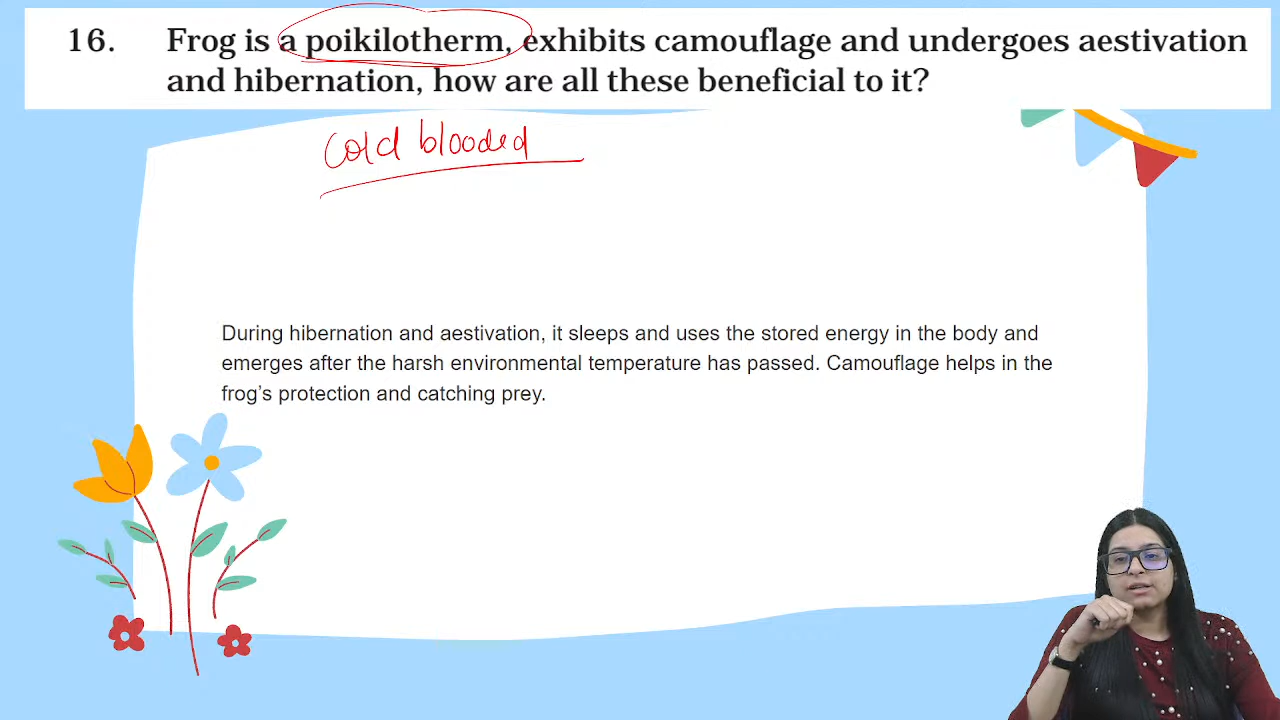 16. Frog is a poikilotherm, exhibits camouflage and undergoes aestivation
and hibernation, how are all these beneficial to it?
Cold blooded
During hibernation and aestivation, it sleeps and uses the stored energy in the body and
emerges after the harsh environmental temperature has passed. Camouflage helps in the
frog's protection and catching prey.